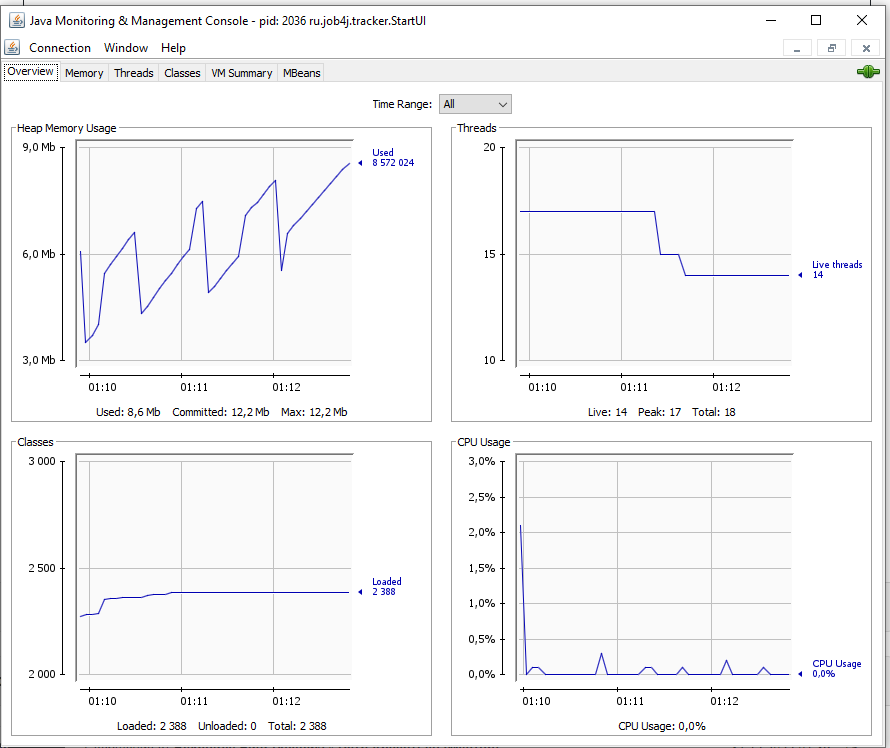 Java Monitoring & Management Console - pid: 2036 ru.job4j.tracker.StartUI
Connection Window Help
Overview Memory Threads Classes VM Summary MBeans
Time Range: All
Heap Memory Usage
9,0 Mb
6,0 Mb
3,0 Mb
Used
8 572 024
01:10 01:11 01:12
Used: 8,6 Mb Committed: 12,2 Mb Max: 12,2 Mb
Threads
20
15
10
Live threads
14
01:10 01:11 01:12
Live: 14 Peak: 17 Total: 18
Classes
3 000
2 500
2 000
Loaded
2 388
01:10 01:11 01:12
Loaded: 2 388 Unloaded: 0 Total: 2 388
CPU Usage
3,0%
2,5%
2,0%
1,5%
1,0%
0,5%
0,0%
CPU Usage
0,0%
01:10 01:11 01:12
CPU Usage: 0,0%